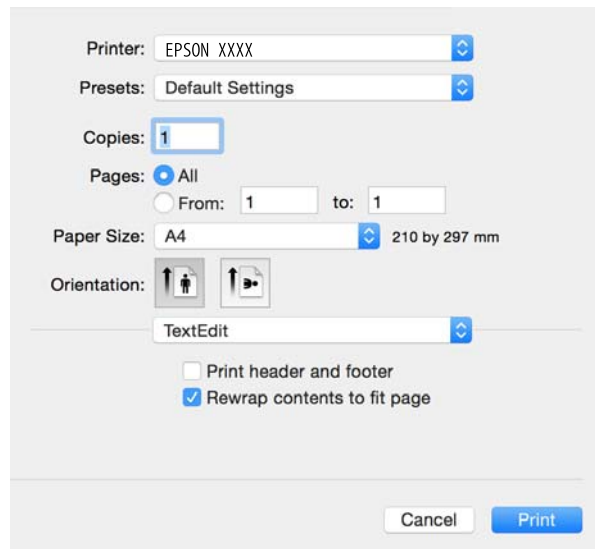 Printer: EPSON XXXX
Presets: Default Settings
Copies: 1
Pages: All
From: 1 to: 1
Paper Size: A4 210 by 297 mm
Orientation:
TextEdit
Print header and footer
Rewrap contents to fit page
Cancel Print